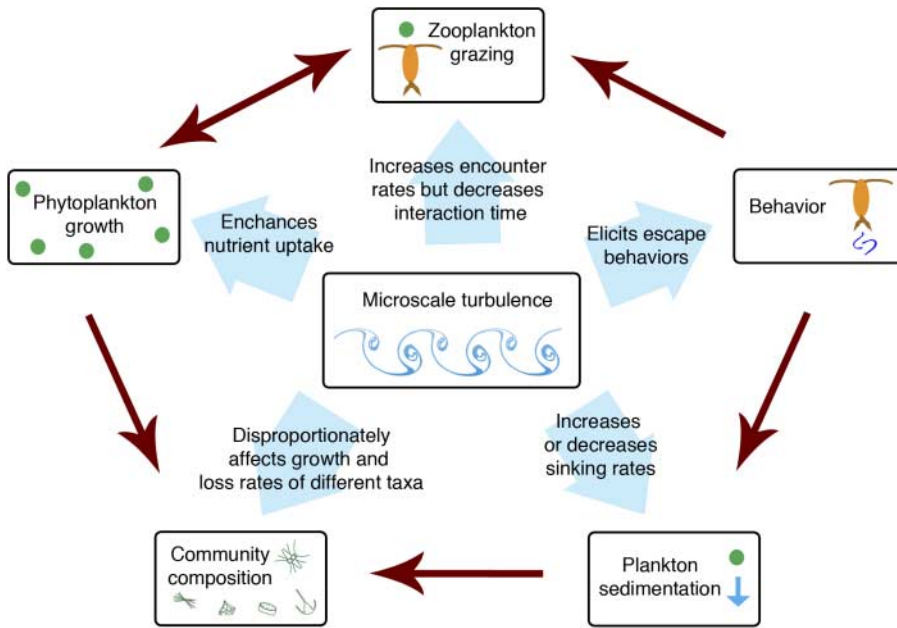 Zooplankton
grazing
Increases encounter
rates but decreases
interaction time
Phytoplankton
growth
Enchances
nutrient uptake
Behavior
Elicits escape
behaviors
Microscale turbulence
Disproportionately
affects growth and
loss rates of different taxa
Increases
or decreases
sinking rates
Community
composition
Plankton
sedimentation